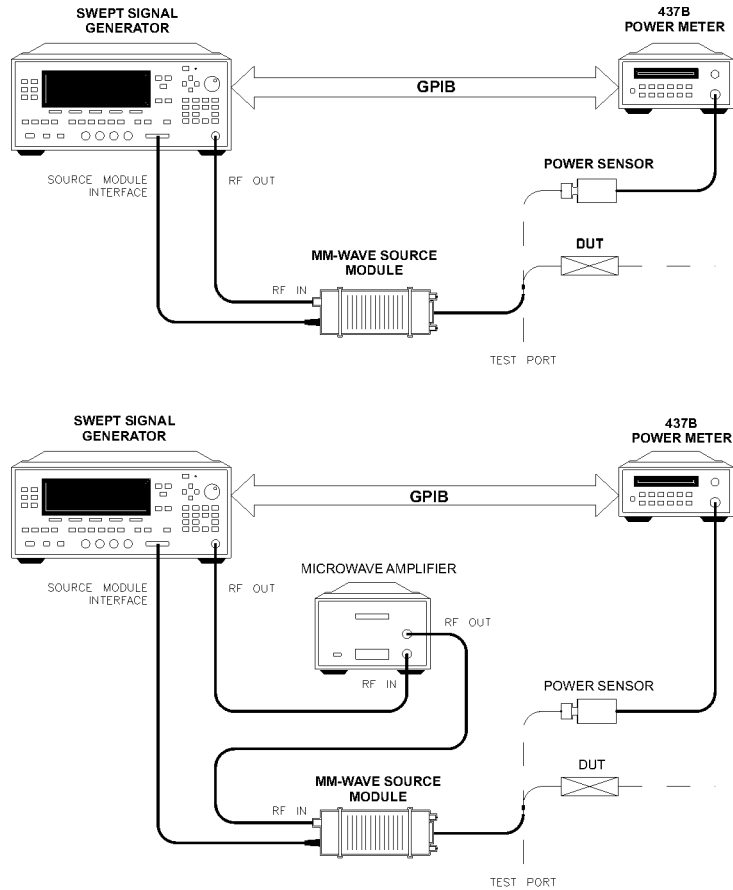 SWEPT SIGNAL
GENERATOR
437B
POWER METER
GPIB
SOURCE MODULE
INTERFACE
RF OUT
POWER SENSOR
DUT
MM-WAVE SOURCE
MODULE
RF IN
TEST PORT
SWEPT SIGNAL
GENERATOR
437B
POWER METER
GPIB
MICROWAVE AMPLIFIER
SOURCE MODULE
INTERFACE
RF OUT
RF OUT
RF IN
POWER SENSOR
DUT
MM-WAVE SOURCE
MODULE
RF IN
TEST PORT